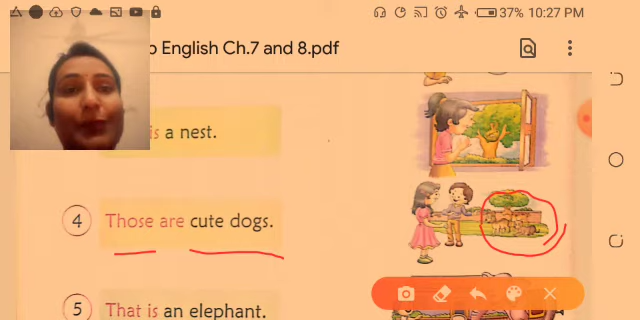 37% 10:27 PM
English Ch.7 and 8.pdf
is a nest.
4 Those are cute dogs.
5 That is an elephant.